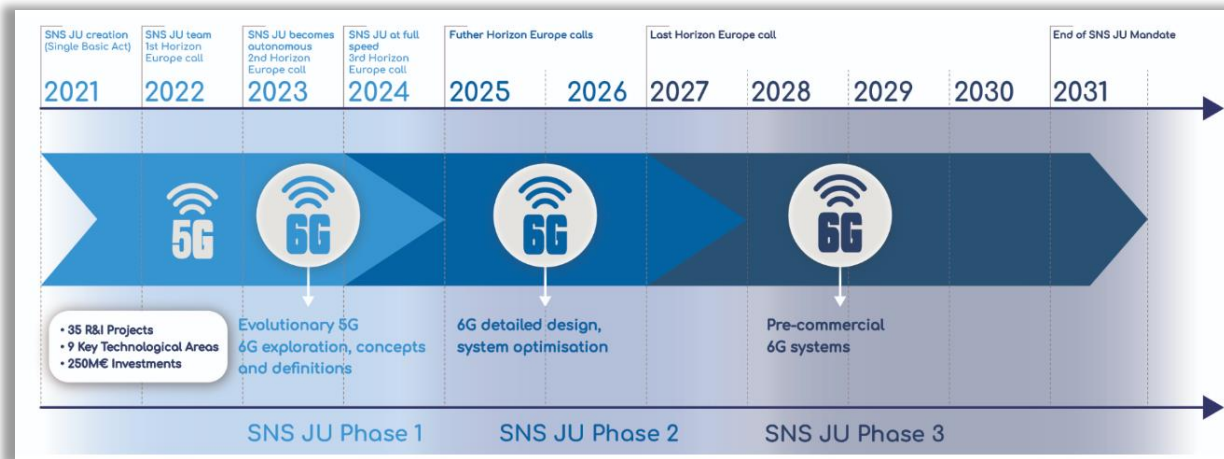 SNS JU creation
(Single Basic Act)
SNS JU team
1st Horizon
Europe call
SNS JU becomes
autonomous
2nd Horizon
Europe call
SNS JU at full
speed
3rd Horizon
Europe call
Futher Horizon Europe calls
Last Horizon Europe call
End of SNS JU Mandate
2021
2022
2023
2024
2025
2026
2027
2028
2029
2030
2031
5G
6G
6G
6G
• 35 R&I Projects
• 9 Key Technological Areas
• 250M€ Investments
Evolutionary 5G
6G exploration, concepts
and definitions
6G detailed design,
system optimisation
Pre-commercial
6G systems
SNS JU Phase 1
SNS JU Phase 2
SNS JU Phase 3